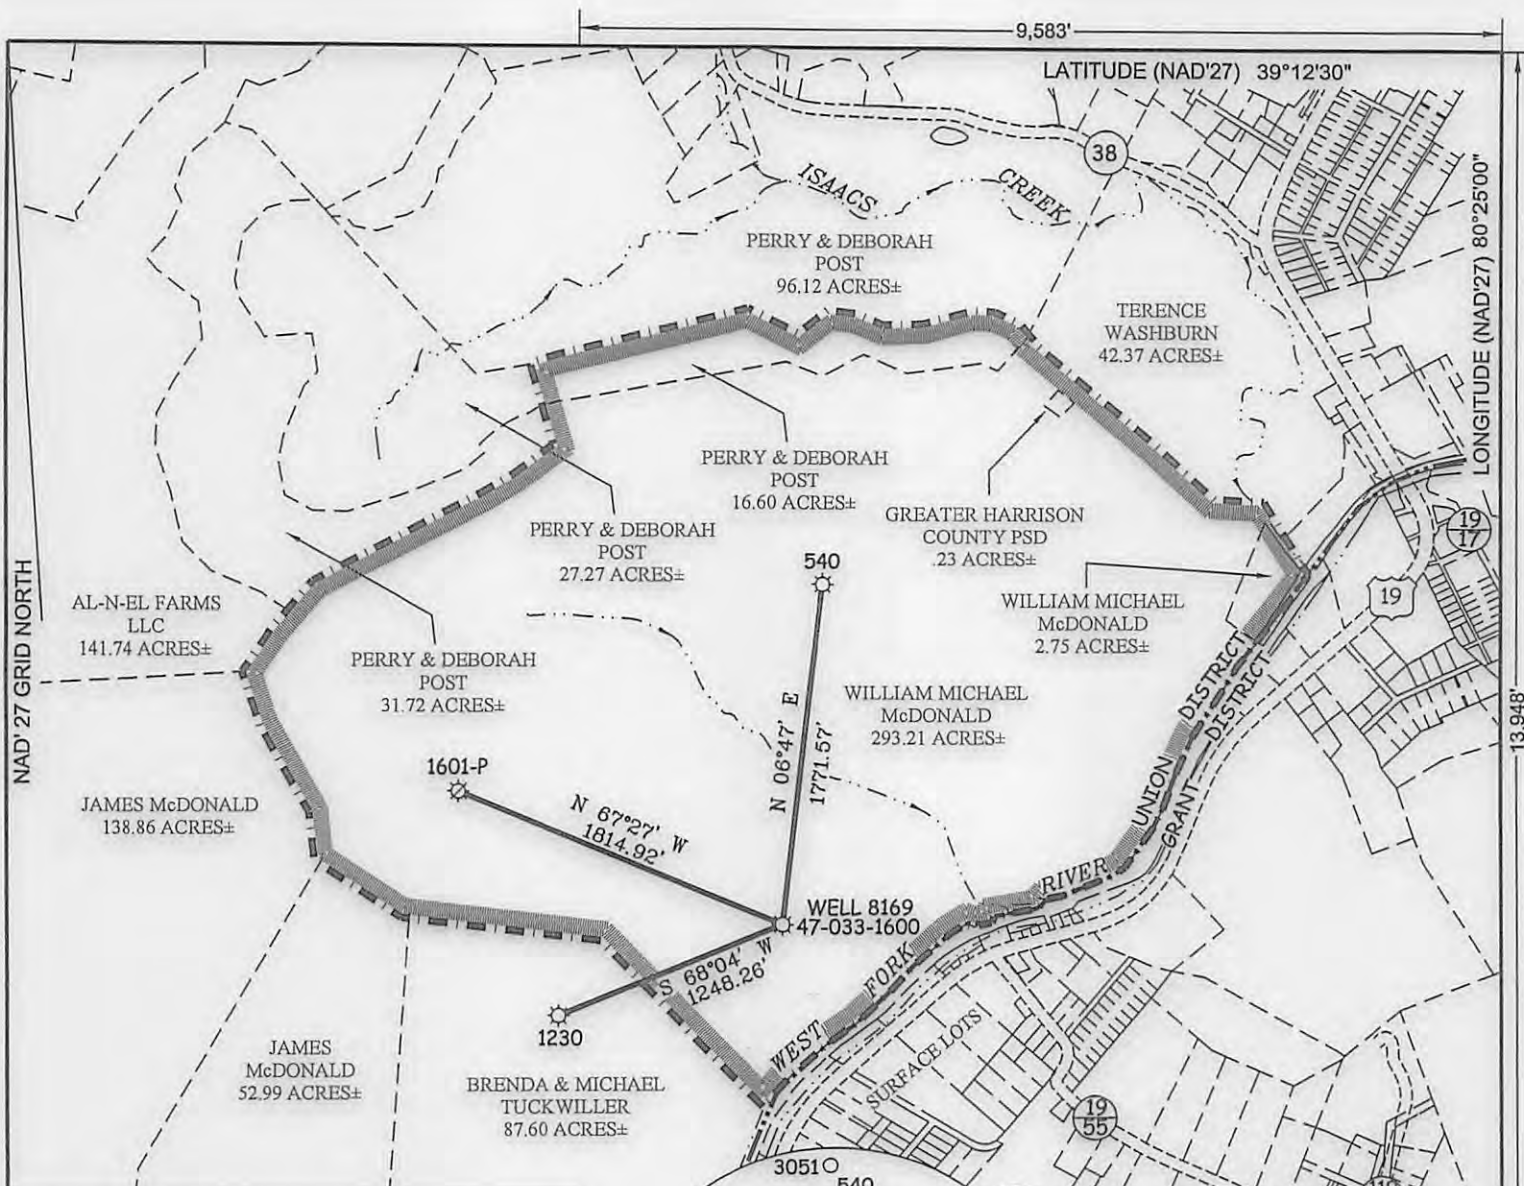 9,583'
LATITUDE (NAD'27) 39°12'30"
38
ISAACS CREEK
LONGITUDE (NAD'27) 80°25'00"
PERRY & DEBORAH
POST
96.12 ACRES±
TERENCE
WASHBURN
42.37 ACRES±
PERRY & DEBORAH
POST
16.60 ACRES±
GREATER HARRISON
COUNTY PSD
.23 ACRES±
PERRY & DEBORAH
POST
27.27 ACRES±
19
17
540
NAD' 27 GRID NORTH
AL-N-EL FARMS
LLC
141.74 ACRES±
WILLIAM MICHAEL
McDONALD
2.75 ACRES±
19
PERRY & DEBORAH
POST
31.72 ACRES±
WILLIAM MICHAEL
McDONALD
293.21 ACRES±
UNION DISTRICT
GRANT DISTRICT
13,948'
N 06°47' E
1771.57'
1601-P
N 67°27' W
1814.92'
JAMES McDONALD
138.86 ACRES±
WELL 8169
47-033-1600
WEST FORK RIVER
S 68°04' W
1248.26'
1230
JAMES
McDONALD
52.99 ACRES±
BRENDA & MICHAEL
TUCKWILLER
87.60 ACRES±
SURFACE LOTS
19
55
3051
540